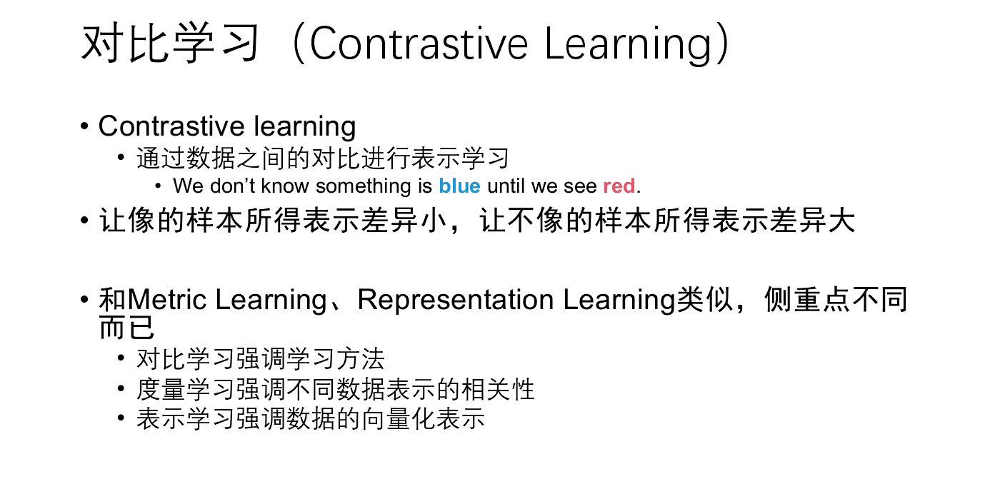 对比学习（Contrastive Learning）
• Contrastive learning
• 通过数据之间的对比进行表示学习
• We don’t know something is blue until we see red.
• 让像的样本所得表示差异小，让不像的样本所得表示差异大
• 和Metric Learning、Representation Learning类似，侧重点不同
而已
• 对比学习强调学习方法
• 度量学习强调不同数据表示的相关性
• 表示学习强调数据的向量化表示